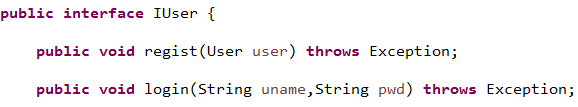 public interface IUser {
public void regist(User user) throws Exception;
public void login(String uname,String pwd) throws Exception;